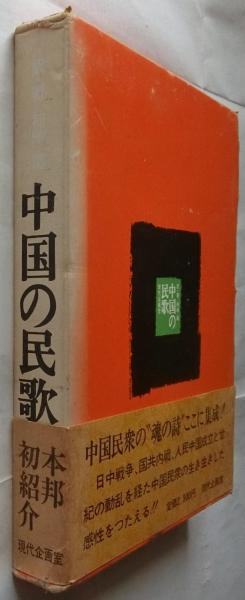 中国の民歌
本邦
初紹介
現代企画室
中国の
民歌
中国民衆の“魂の詩”ここに集成!!
日中戦争、国共内戦、人民中国成立と廿
紀の動乱を経た中国民衆の生き生きした
感性をつたえる!!
現代企画室